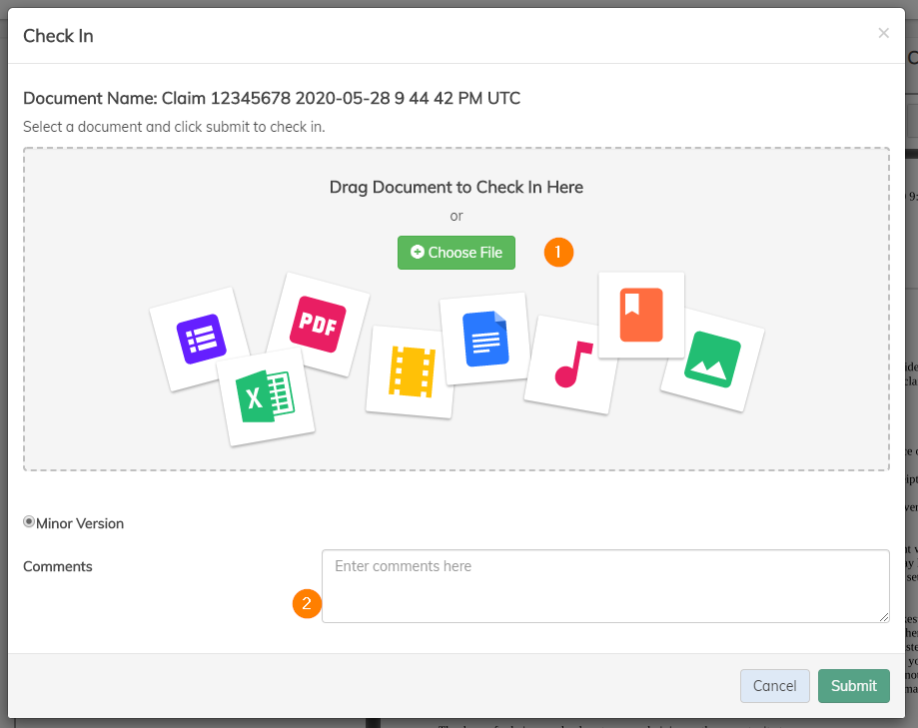 Check In
×
Document Name: Claim 12345678 2020-05-28 9 44 42 PM UTC
Select a document and click submit to check in.
Drag Document to Check In Here
or
Choose File
1
PDF
X
Minor Version
Comments
Enter comments here
2
Cancel
Submit